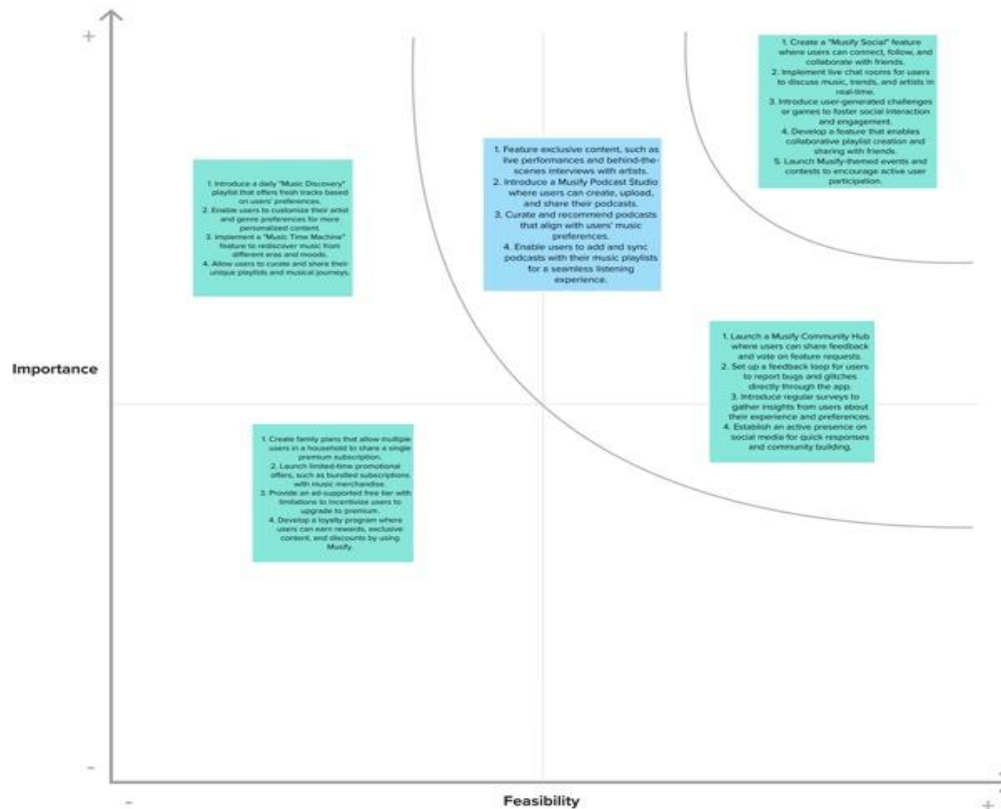 +
1. Create a "Musify Social" feature
where users can connect, follow, and
collaborate with friends.
2. Implement live chat rooms for users
to discuss music, trends, and artists in
real-time.
3. Introduce user-generated challenges
or games to foster social interaction
and engagement.
4. Develop a feature that enables
collaborative playlist creation and
sharing with friends.
5. Launch Musify-themed events and
contests to encourage active user
participation.
1. Feature exclusive content, such as
live performances and behind-the-
scenes interviews with artists.
2. Introduce a Musify Podcast Studio
where users can create, upload,
and share their podcasts.
3. Curate and recommend podcasts
that align with users' music
preferences.
4. Enable users to add and sync
podcasts with their music playlists
for a seamless listening
experience.
1. Introduce a daily "Music Discovery"
playlist that offers fresh tracks based
on users' preferences.
2. Enable users to customize their artist
and genre preferences for more
personalized content.
3. Implement a "Music Time Machine"
feature to rediscover music from
different eras and moods.
4. Allow users to curate and share their
unique playlists and musical journeys.
1. Launch a Musify Community Hub
where users can share feedback
and vote on feature requests.
2. Set up a feedback loop for users
to report bugs and glitches
directly through the app.
3. Introduce regular surveys to
gather insights from users about
their experience and preferences.
4. Establish an active presence on
social media for quick responses
and community building.
Importance
1. Create family plans that allow multiple
users in a household to share a single
premium subscription.
2. Launch limited-time promotional
offers, such as bundled subscriptions
with music merchandise.
3. Provide an ad-supported free tier with
limitations to incentivize users to
upgrade to premium.
4. Develop a loyalty program where
users can earn rewards, exclusive
content, and discounts by using
Musify.
-
-
Feasibility
+